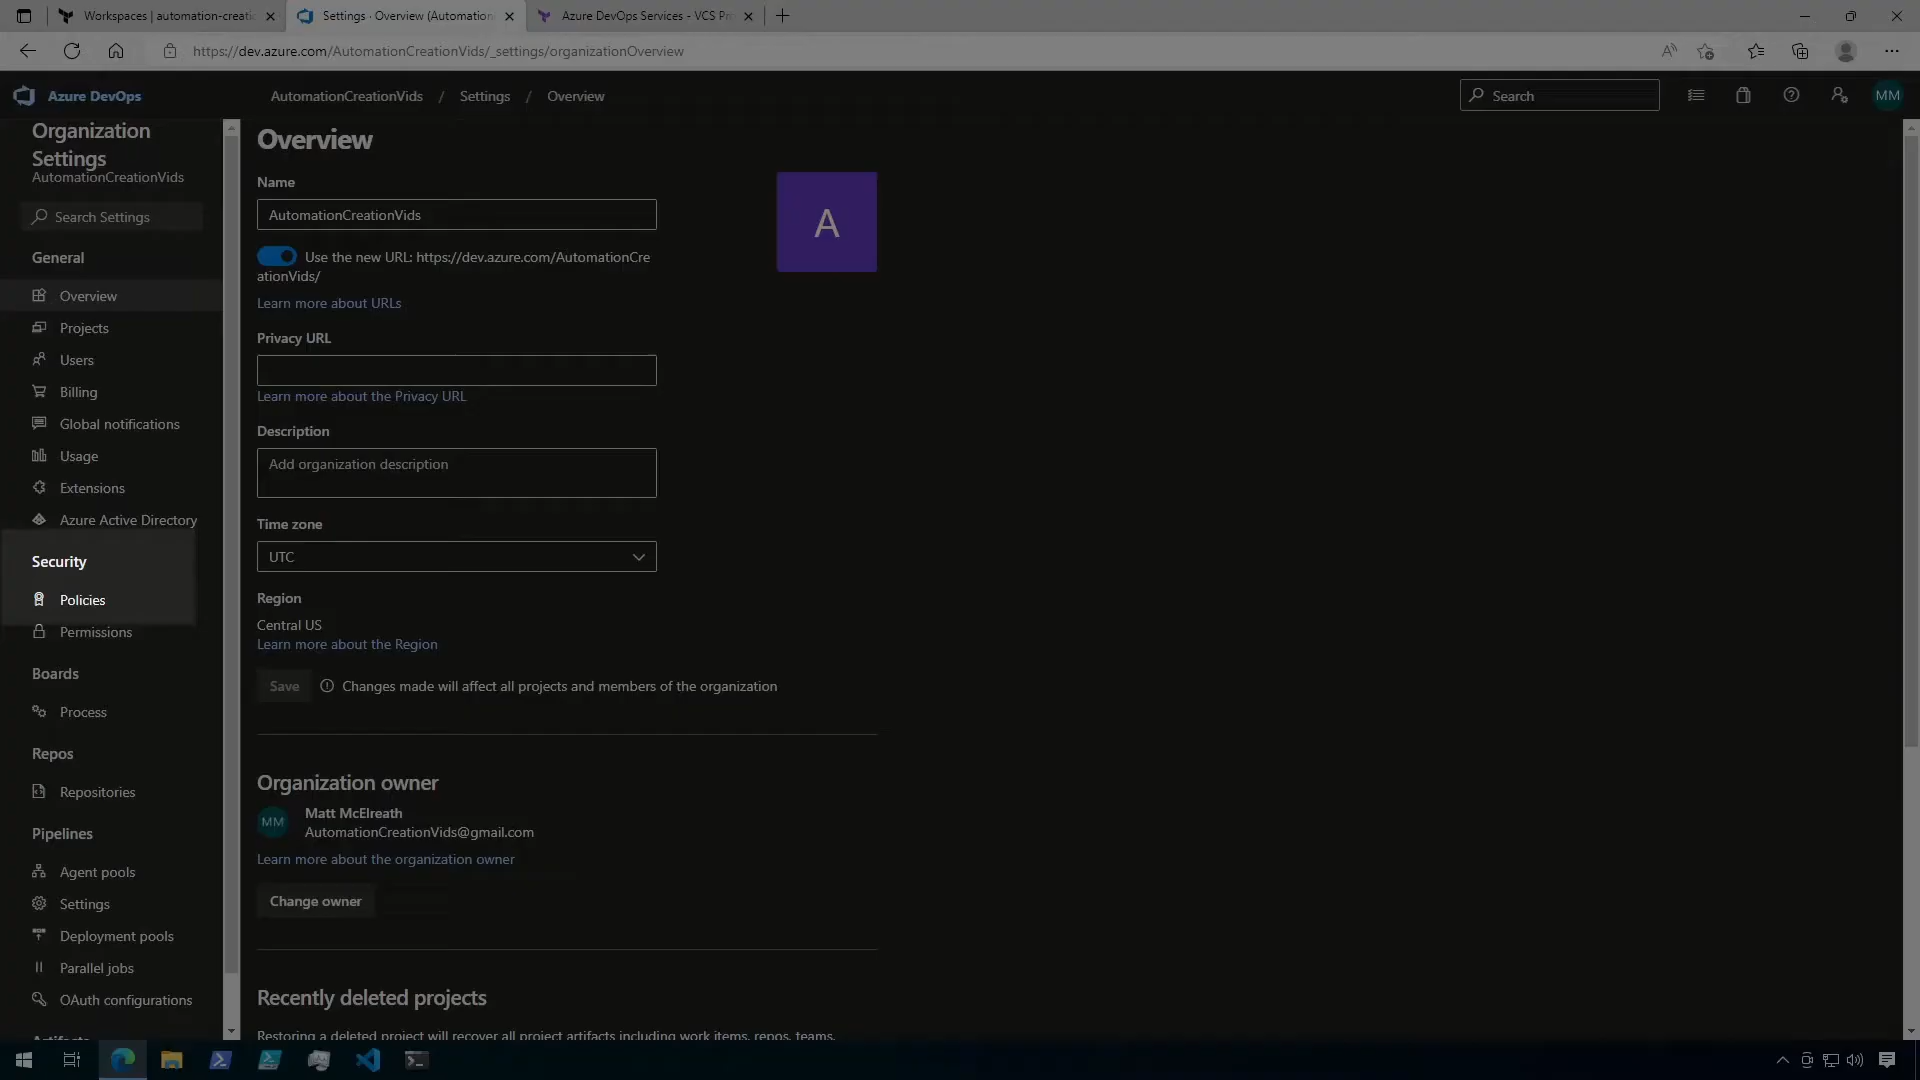 Workspaces | automation-creatio
Settings · Overview (Automation
Azure DevOps Services - VCS Pr
https://dev.azure.com/AutomationCreationVids/_settings/organizationOverview
Azure DevOps
AutomationCreationVids / Settings / Overview
Search
MM
Organization
Settings
AutomationCreationVids
Search Settings
General
Overview
Projects
Users
Billing
Global notifications
Usage
Extensions
Azure Active Directory
Security
Policies
Permissions
Boards
Process
Repos
Repositories
Pipelines
Agent pools
Settings
Deployment pools
Parallel jobs
OAuth configurations
Artifacts
Overview
Name
AutomationCreationVids
A
Use the new URL: https://dev.azure.com/AutomationCre
ationVids/
Learn more about URLs
Privacy URL
Learn more about the Privacy URL
Description
Add organization description
Time zone
UTC
Region
Central US
Learn more about the Region
Save
Changes made will affect all projects and members of the organization
Organization owner
MM
Matt McElreath
AutomationCreationVids@gmail.com
Learn more about the organization owner
Change owner
Recently deleted projects
Restoring a deleted project will recover all project artifacts including work items, repos, teams,